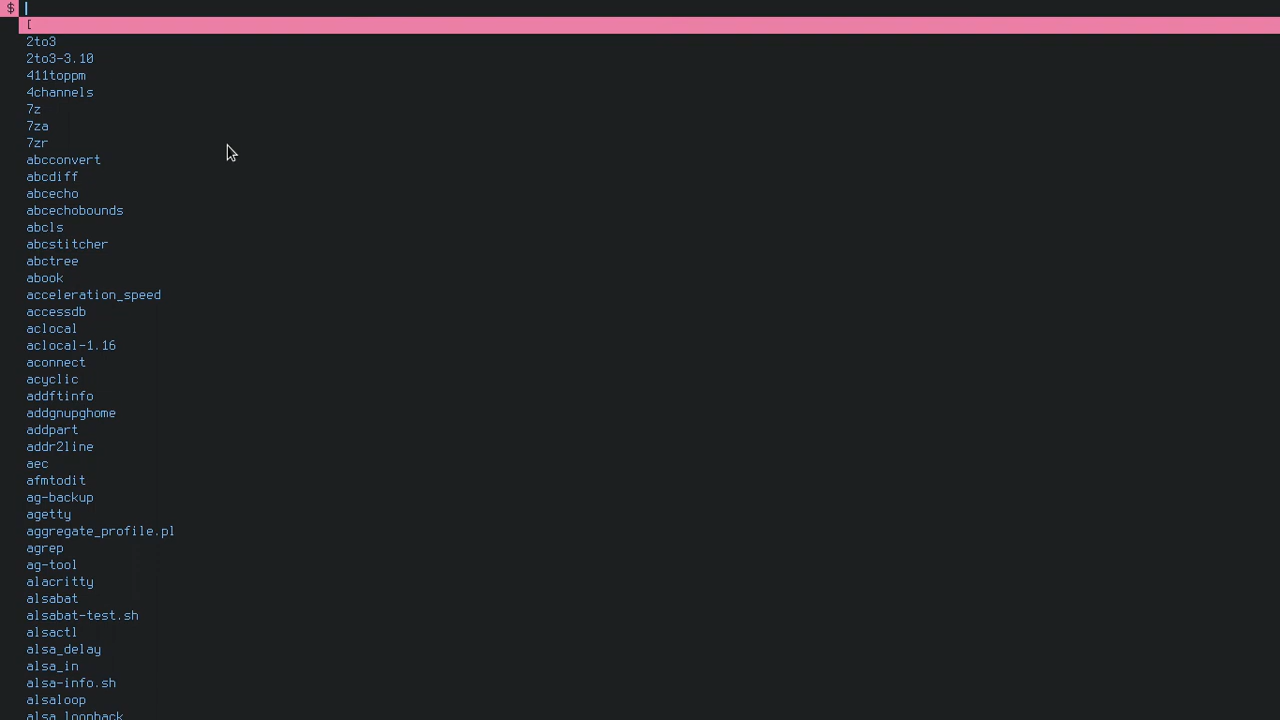 $
[
2to3
2to3-3.10
411toppm
4channels
7z
7za
7zr
abcconvert
abcdiff
abcecho
abcechobounds
abcls
abcstitcher
abctree
abook
acceleration_speed
accessdb
aclocal
aclocal-1.16
aconnect
acyclic
addftinfo
addgnupghome
addpart
addr2line
aec
afmtodit
ag-backup
agetty
aggregate_profile.pl
agrep
ag-tool
alacritty
alsabat
alsabat-test.sh
alsactl
alsa_delay
alsa_in
alsa-info.sh
alsaloop
alsa_loopback